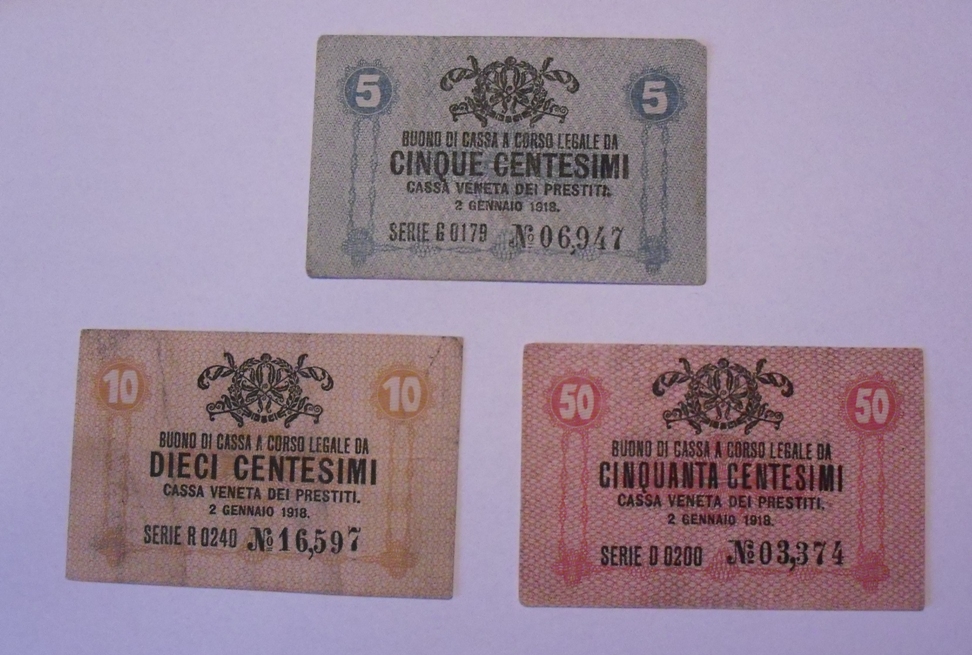 5 5
BUONO DI CASSA A CORSO LEGALE DA
CINQUE CENTESIMI
CASSA VENETA DEI PRESTITI.
2 GENNAIO 1918.
SERIE G 0179 № 06,947
10 10
BUONO DI CASSA A CORSO LEGALE DA
DIECI CENTESIMI
CASSA VENETA DEI PRESTITI.
2 GENNAIO 1918.
SERIE R 0240 № 16,597
50 50
BUONO DI CASSA A CORSO LEGALE DA
CINQUANTA CENTESIMI
CASSA VENETA DEI PRESTITI.
2 GENNAIO 1918.
SERIE D 0200 № 03,374